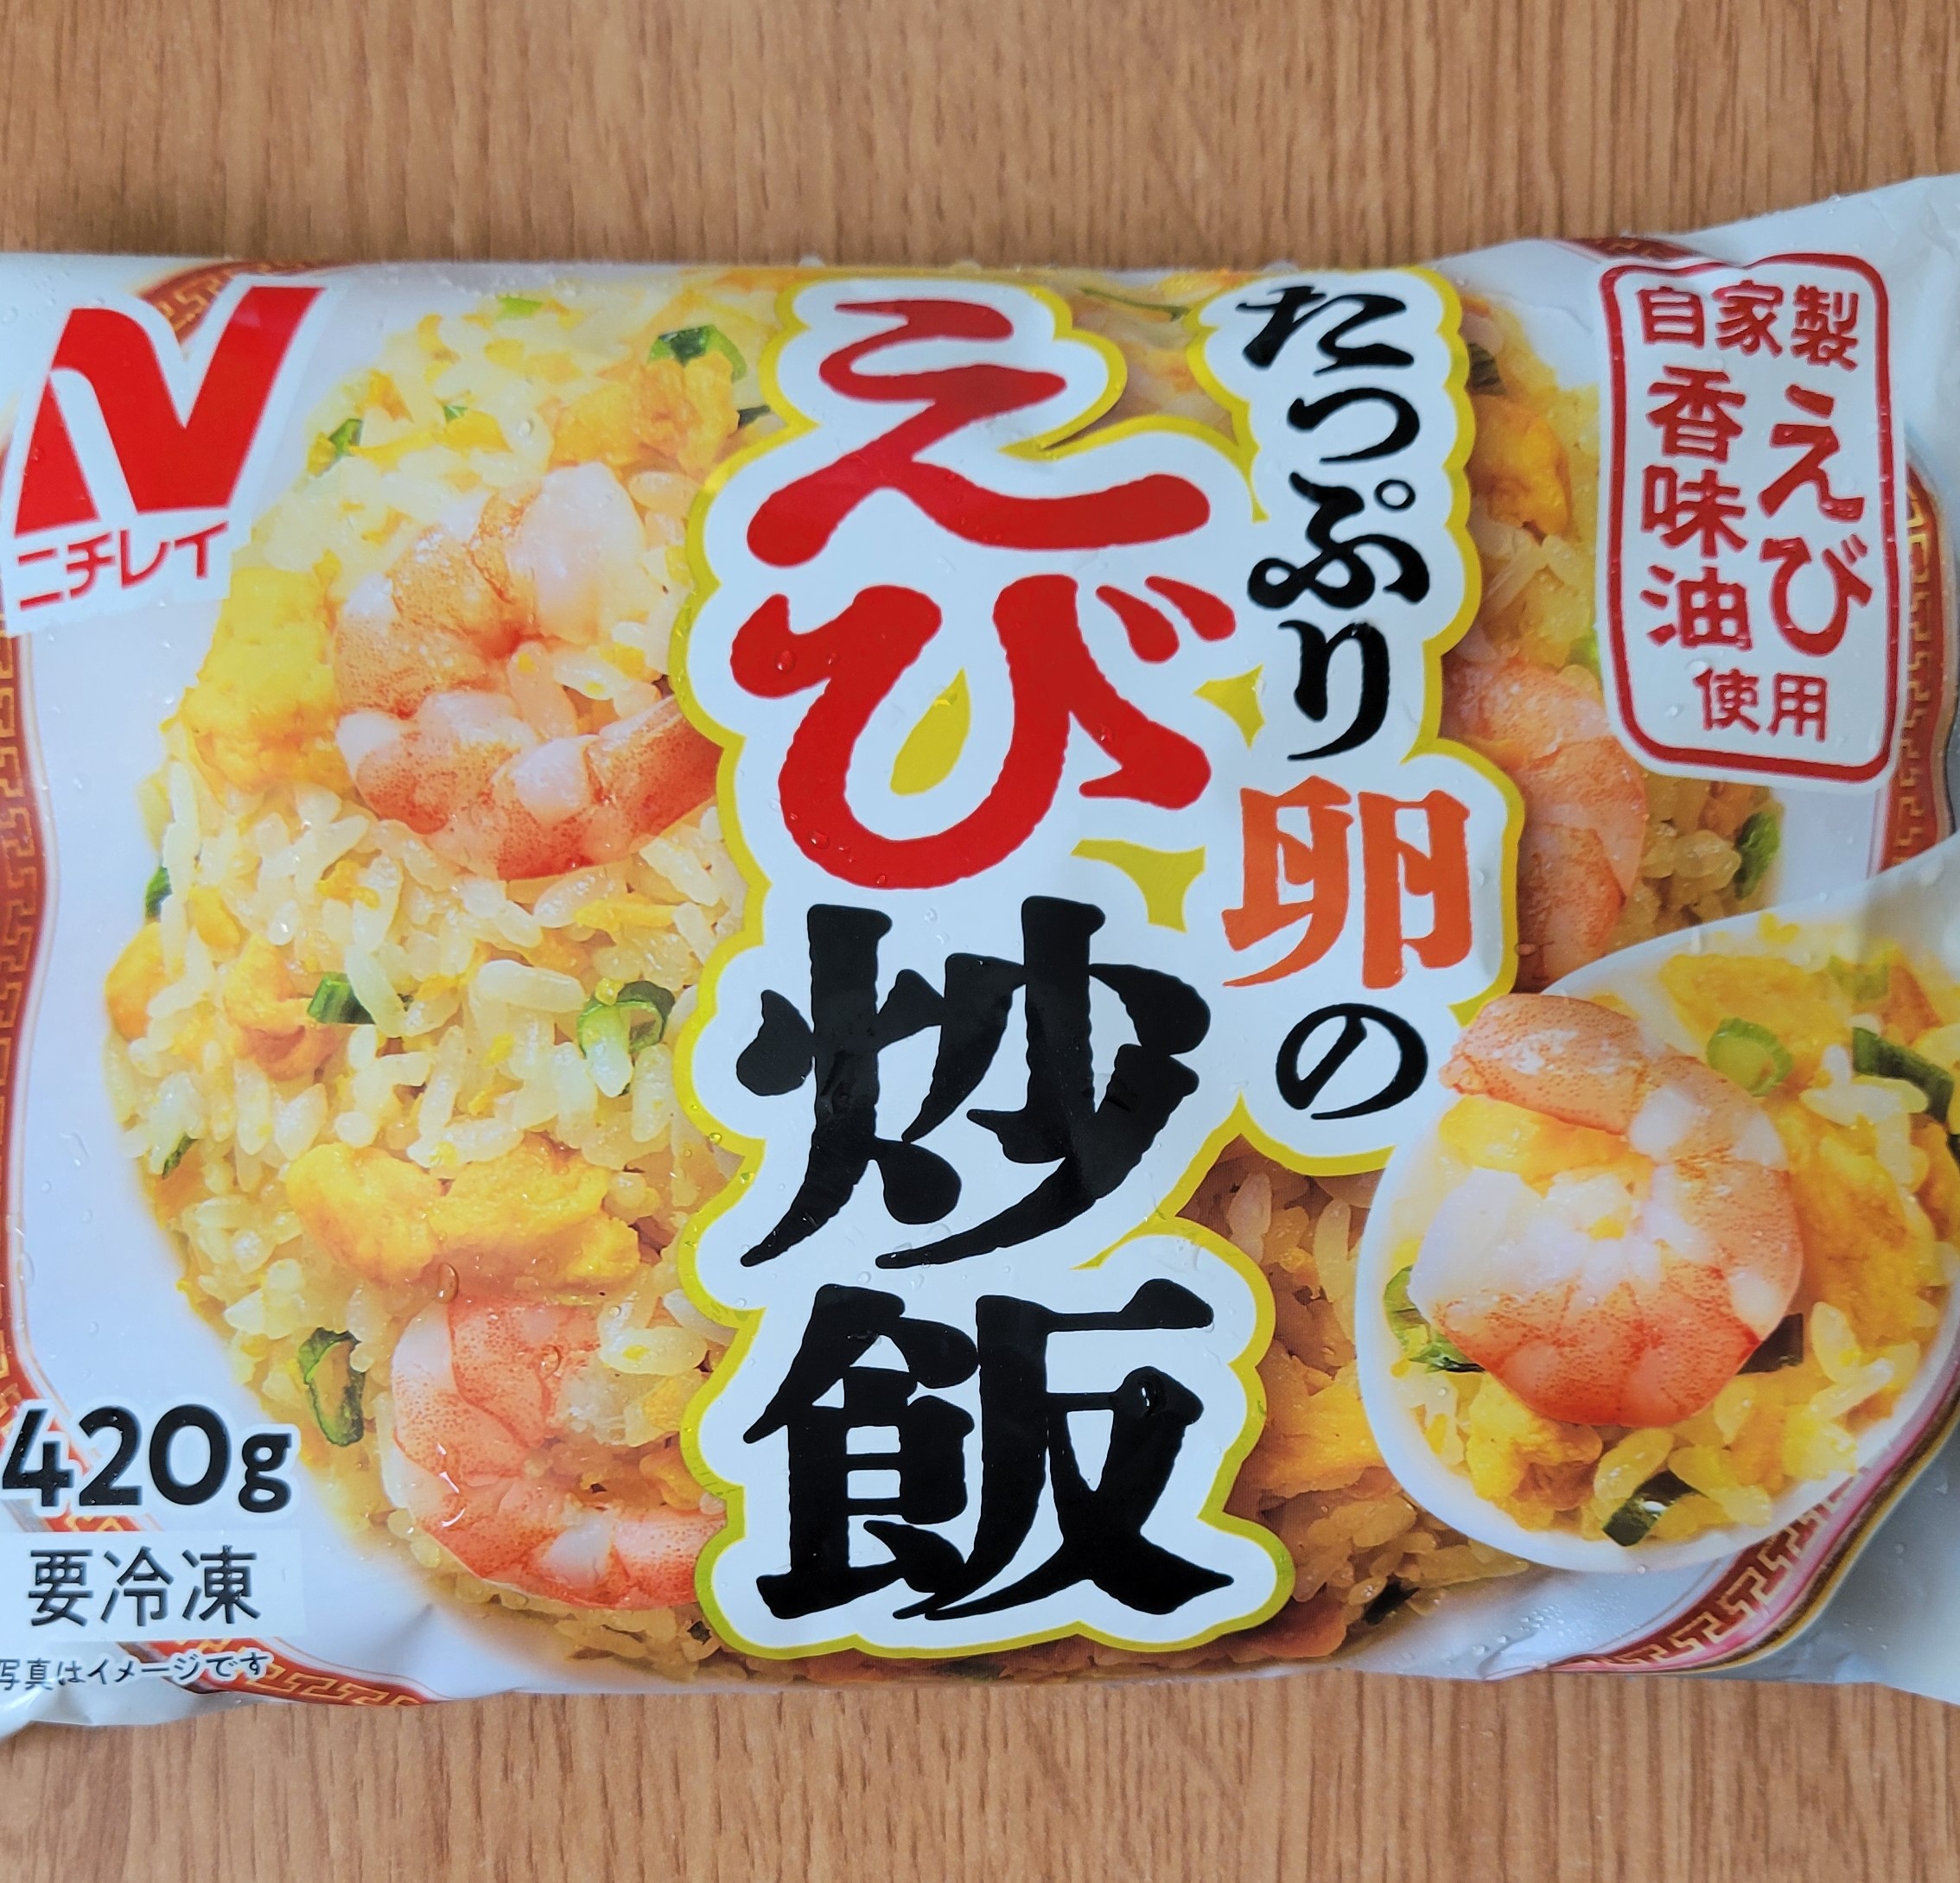 ニチレイ
たっぷり卵の
えび炒飯
自家製
えび
香味油
使用
420g
要冷凍
写真はイメージです